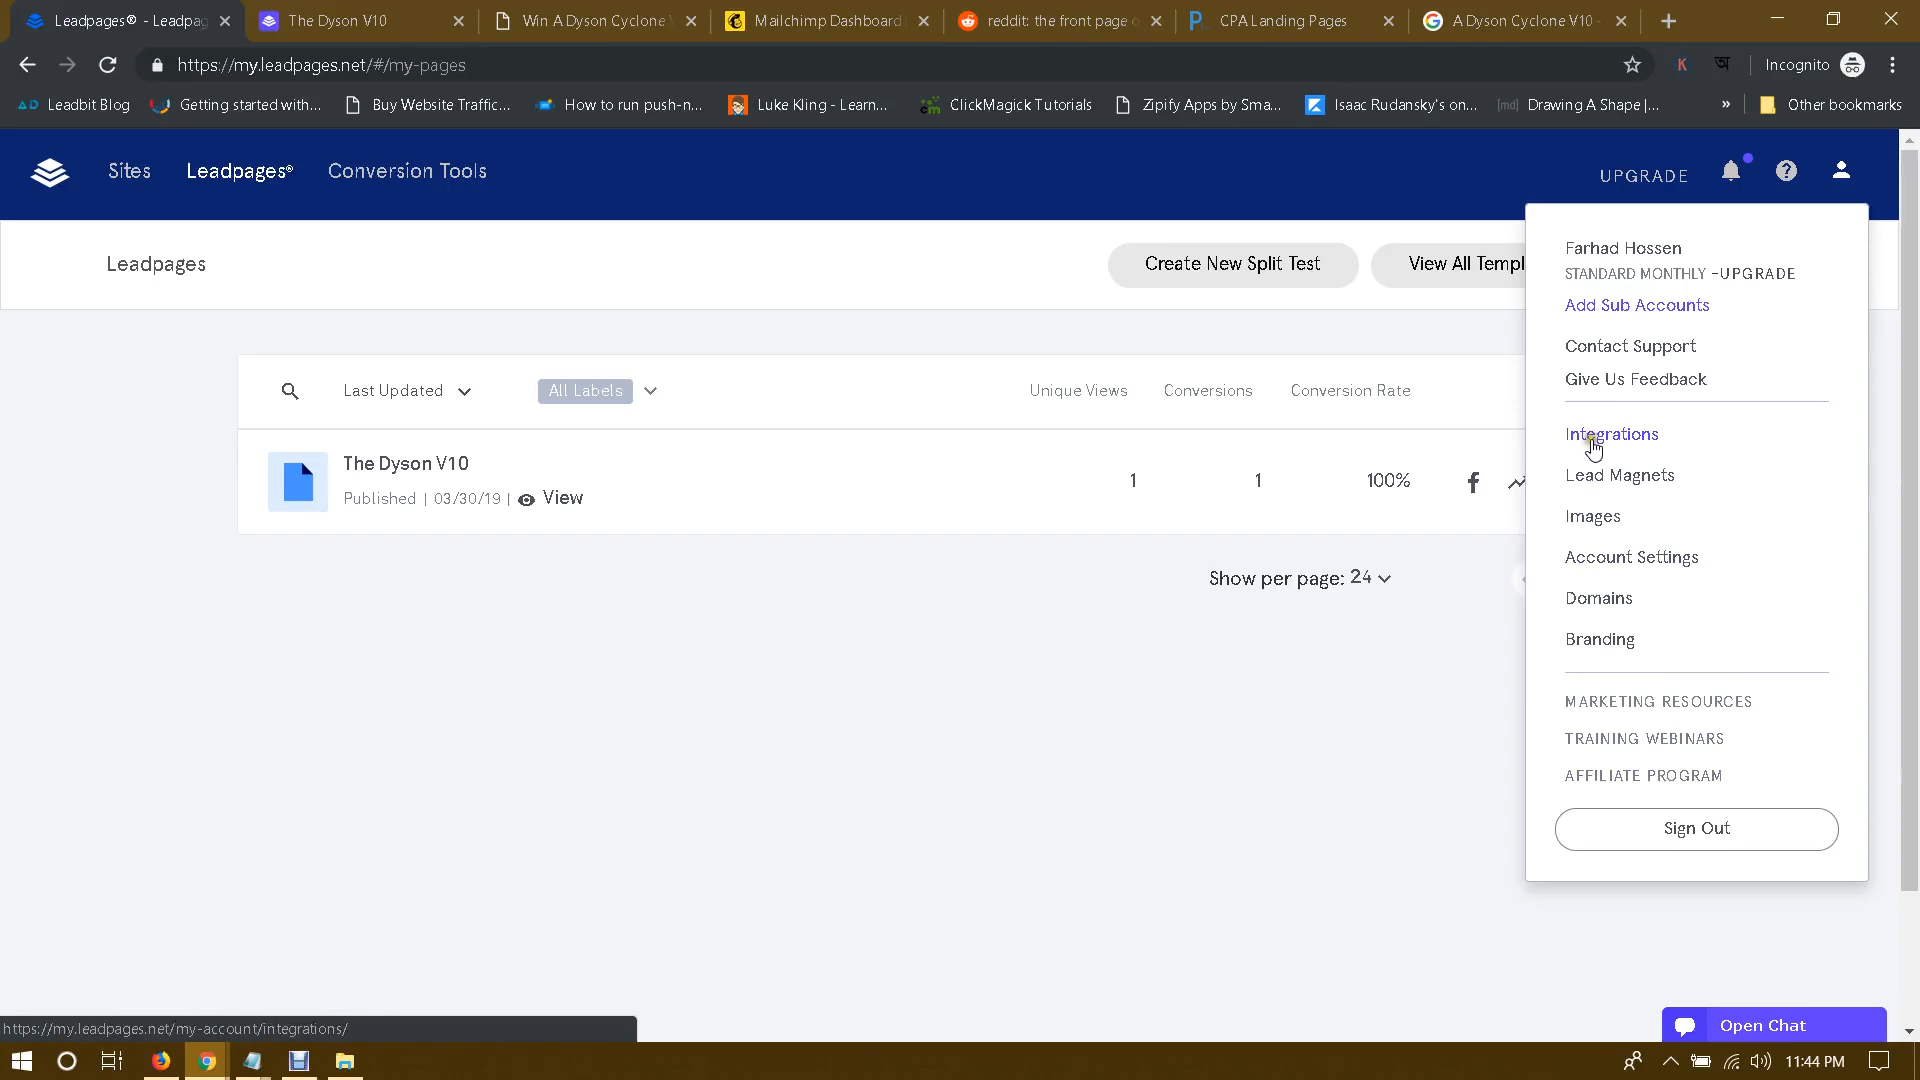 Leadpages® - Leadpag
The Dyson V10
Win A Dyson Cyclone V
Mailchimp Dashboard
reddit: the front page o
CPA Landing Pages
A Dyson Cyclone V10 -
https://my.leadpages.net/#/my-pages
K
অ
Incognito
Leadbit Blog
Getting started with...
Buy Website Traffic...
How to run push-n...
Luke Kling - Learn...
ClickMagick Tutorials
Zipify Apps by Sma...
Isaac Rudansky's on...
[md]
Drawing A Shape |...
»
Other bookmarks
Sites
Leadpages®
Conversion Tools
UPGRADE
Leadpages
Create New Split Test
View All Templ
Farhad Hossen
STANDARD MONTHLY -UPGRADE
Add Sub Accounts
Contact Support
Give Us Feedback
Integrations
Lead Magnets
Images
Account Settings
Domains
Branding
MARKETING RESOURCES
TRAINING WEBINARS
AFFILIATE PROGRAM
Sign Out
Last Updated
All Labels
Unique Views
Conversions
Conversion Rate
The Dyson V10
Published | 03/30/19 | View
1
1
100%
Show per page: 24
Open Chat
https://my.leadpages.net/my-account/integrations/
11:44 PM